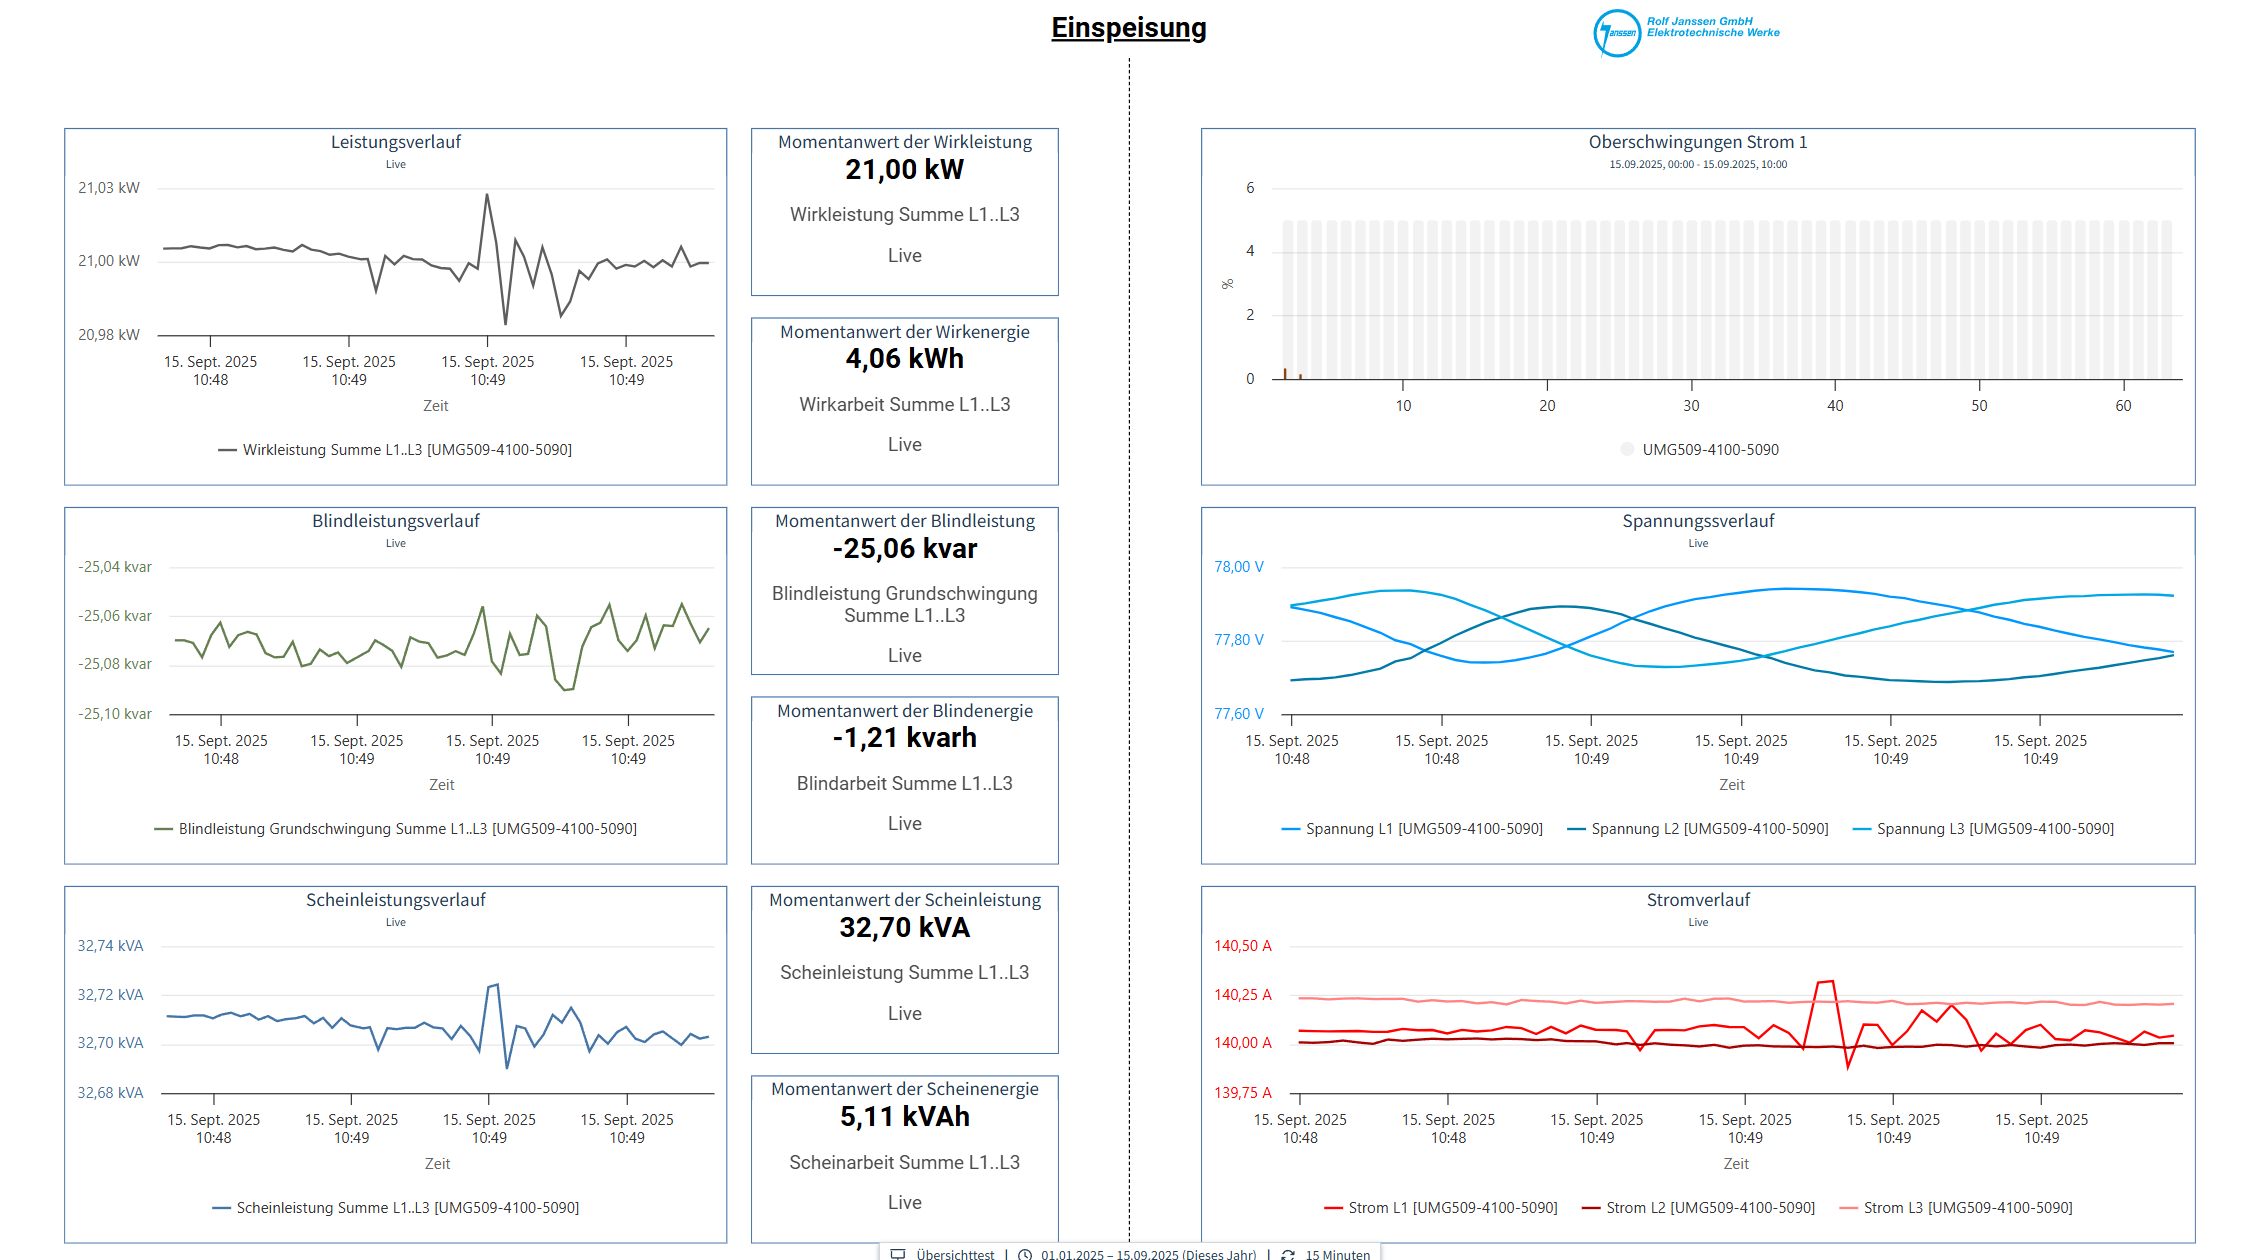 Einspeisung
Janssen
Rolf Janssen GmbH
Elektrotechnische Werke
Leistungsverlauf
Live
21,03 kW
21,00 kW
20,98 kW
15. Sept. 2025 15. Sept. 2025 15. Sept. 2025 15. Sept. 2025
10:48 10:49 10:49 10:49
Zeit
Wirkleistung Summe L1..L3 [UMG509-4100-5090]
Momentanwert der Wirkleistung
21,00 kW
Wirkleistung Summe L1..L3
Live
Momentanwert der Wirkenergie
4,06 kWh
Wirkarbeit Summe L1..L3
Live
Oberschwingungen Strom 1
15.09.2025, 00:00 - 15.09.2025, 10:00
6
4
%
2
0
10 20 30 40 50 60
UMG509-4100-5090
Blindleistungsverlauf
Live
-25,04 kvar
-25,06 kvar
-25,08 kvar
-25,10 kvar
15. Sept. 2025 15. Sept. 2025 15. Sept. 2025 15. Sept. 2025
10:48 10:49 10:49 10:49
Zeit
Blindleistung Grundschwingung Summe L1..L3 [UMG509-4100-5090]
Momentanwert der Blindleistung
-25,06 kvar
Blindleistung Grundschwingung
Summe L1..L3
Live
Momentanwert der Blindenergie
-1,21 kvarh
Blindarbeit Summe L1..L3
Live
Spannungssverlauf
Live
78,00 V
77,80 V
77,60 V
15. Sept. 2025 15. Sept. 2025 15. Sept. 2025 15. Sept. 2025 15. Sept. 2025 15. Sept. 2025
10:48 10:48 10:49 10:49 10:49 10:49
Zeit
Spannung L1 [UMG509-4100-5090] Spannung L2 [UMG509-4100-5090] Spannung L3 [UMG509-4100-5090]
Scheinleistungsverlauf
Live
32,74 kVA
32,72 kVA
32,70 kVA
32,68 kVA
15. Sept. 2025 15. Sept. 2025 15. Sept. 2025 15. Sept. 2025
10:48 10:49 10:49 10:49
Zeit
Scheinleistung Summe L1..L3 [UMG509-4100-5090]
Momentanwert der Scheinleistung
32,70 kVA
Scheinleistung Summe L1..L3
Live
Momentanwert der Scheinenergie
5,11 kVAh
Scheinarbeit Summe L1..L3
Live
Stromverlauf
Live
140,50 A
140,25 A
140,00 A
139,75 A
15. Sept. 2025 15. Sept. 2025 15. Sept. 2025 15. Sept. 2025 15. Sept. 2025 15. Sept. 2025
10:48 10:48 10:49 10:49 10:49 10:49
Zeit
Strom L1 [UMG509-4100-5090] Strom L2 [UMG509-4100-5090] Strom L3 [UMG509-4100-5090]
Übersichttest | 01.01.2025 – 15.09.2025 (Dieses Jahr) | 15 Minuten